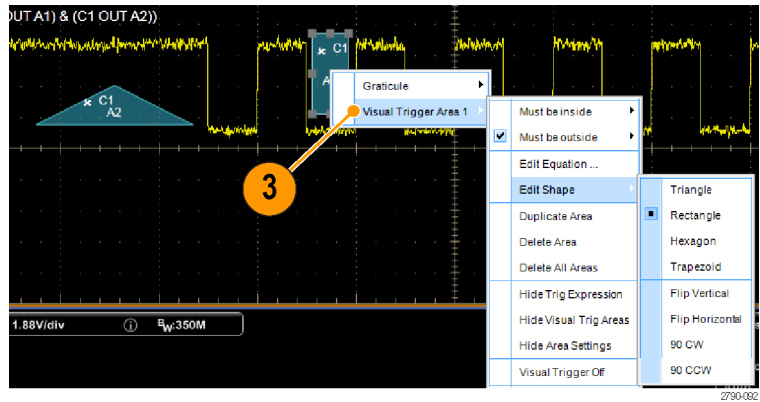 OUT A1) & (C1 OUT A2))
C1
A
C1
A2
Graticule
Visual Trigger Area 1
3
Must be inside
Must be outside
Edit Equation ...
Edit Shape
Duplicate Area
Delete Area
Delete All Areas
Hide Trig Expression
Hide Visual Trig Areas
Hide Area Settings
Visual Trigger Off
Triangle
Rectangle
Hexagon
Trapezoid
Flip Vertical
Flip Horizontal
90 CW
90 CCW
1.88V/div BW:350M
2790-092